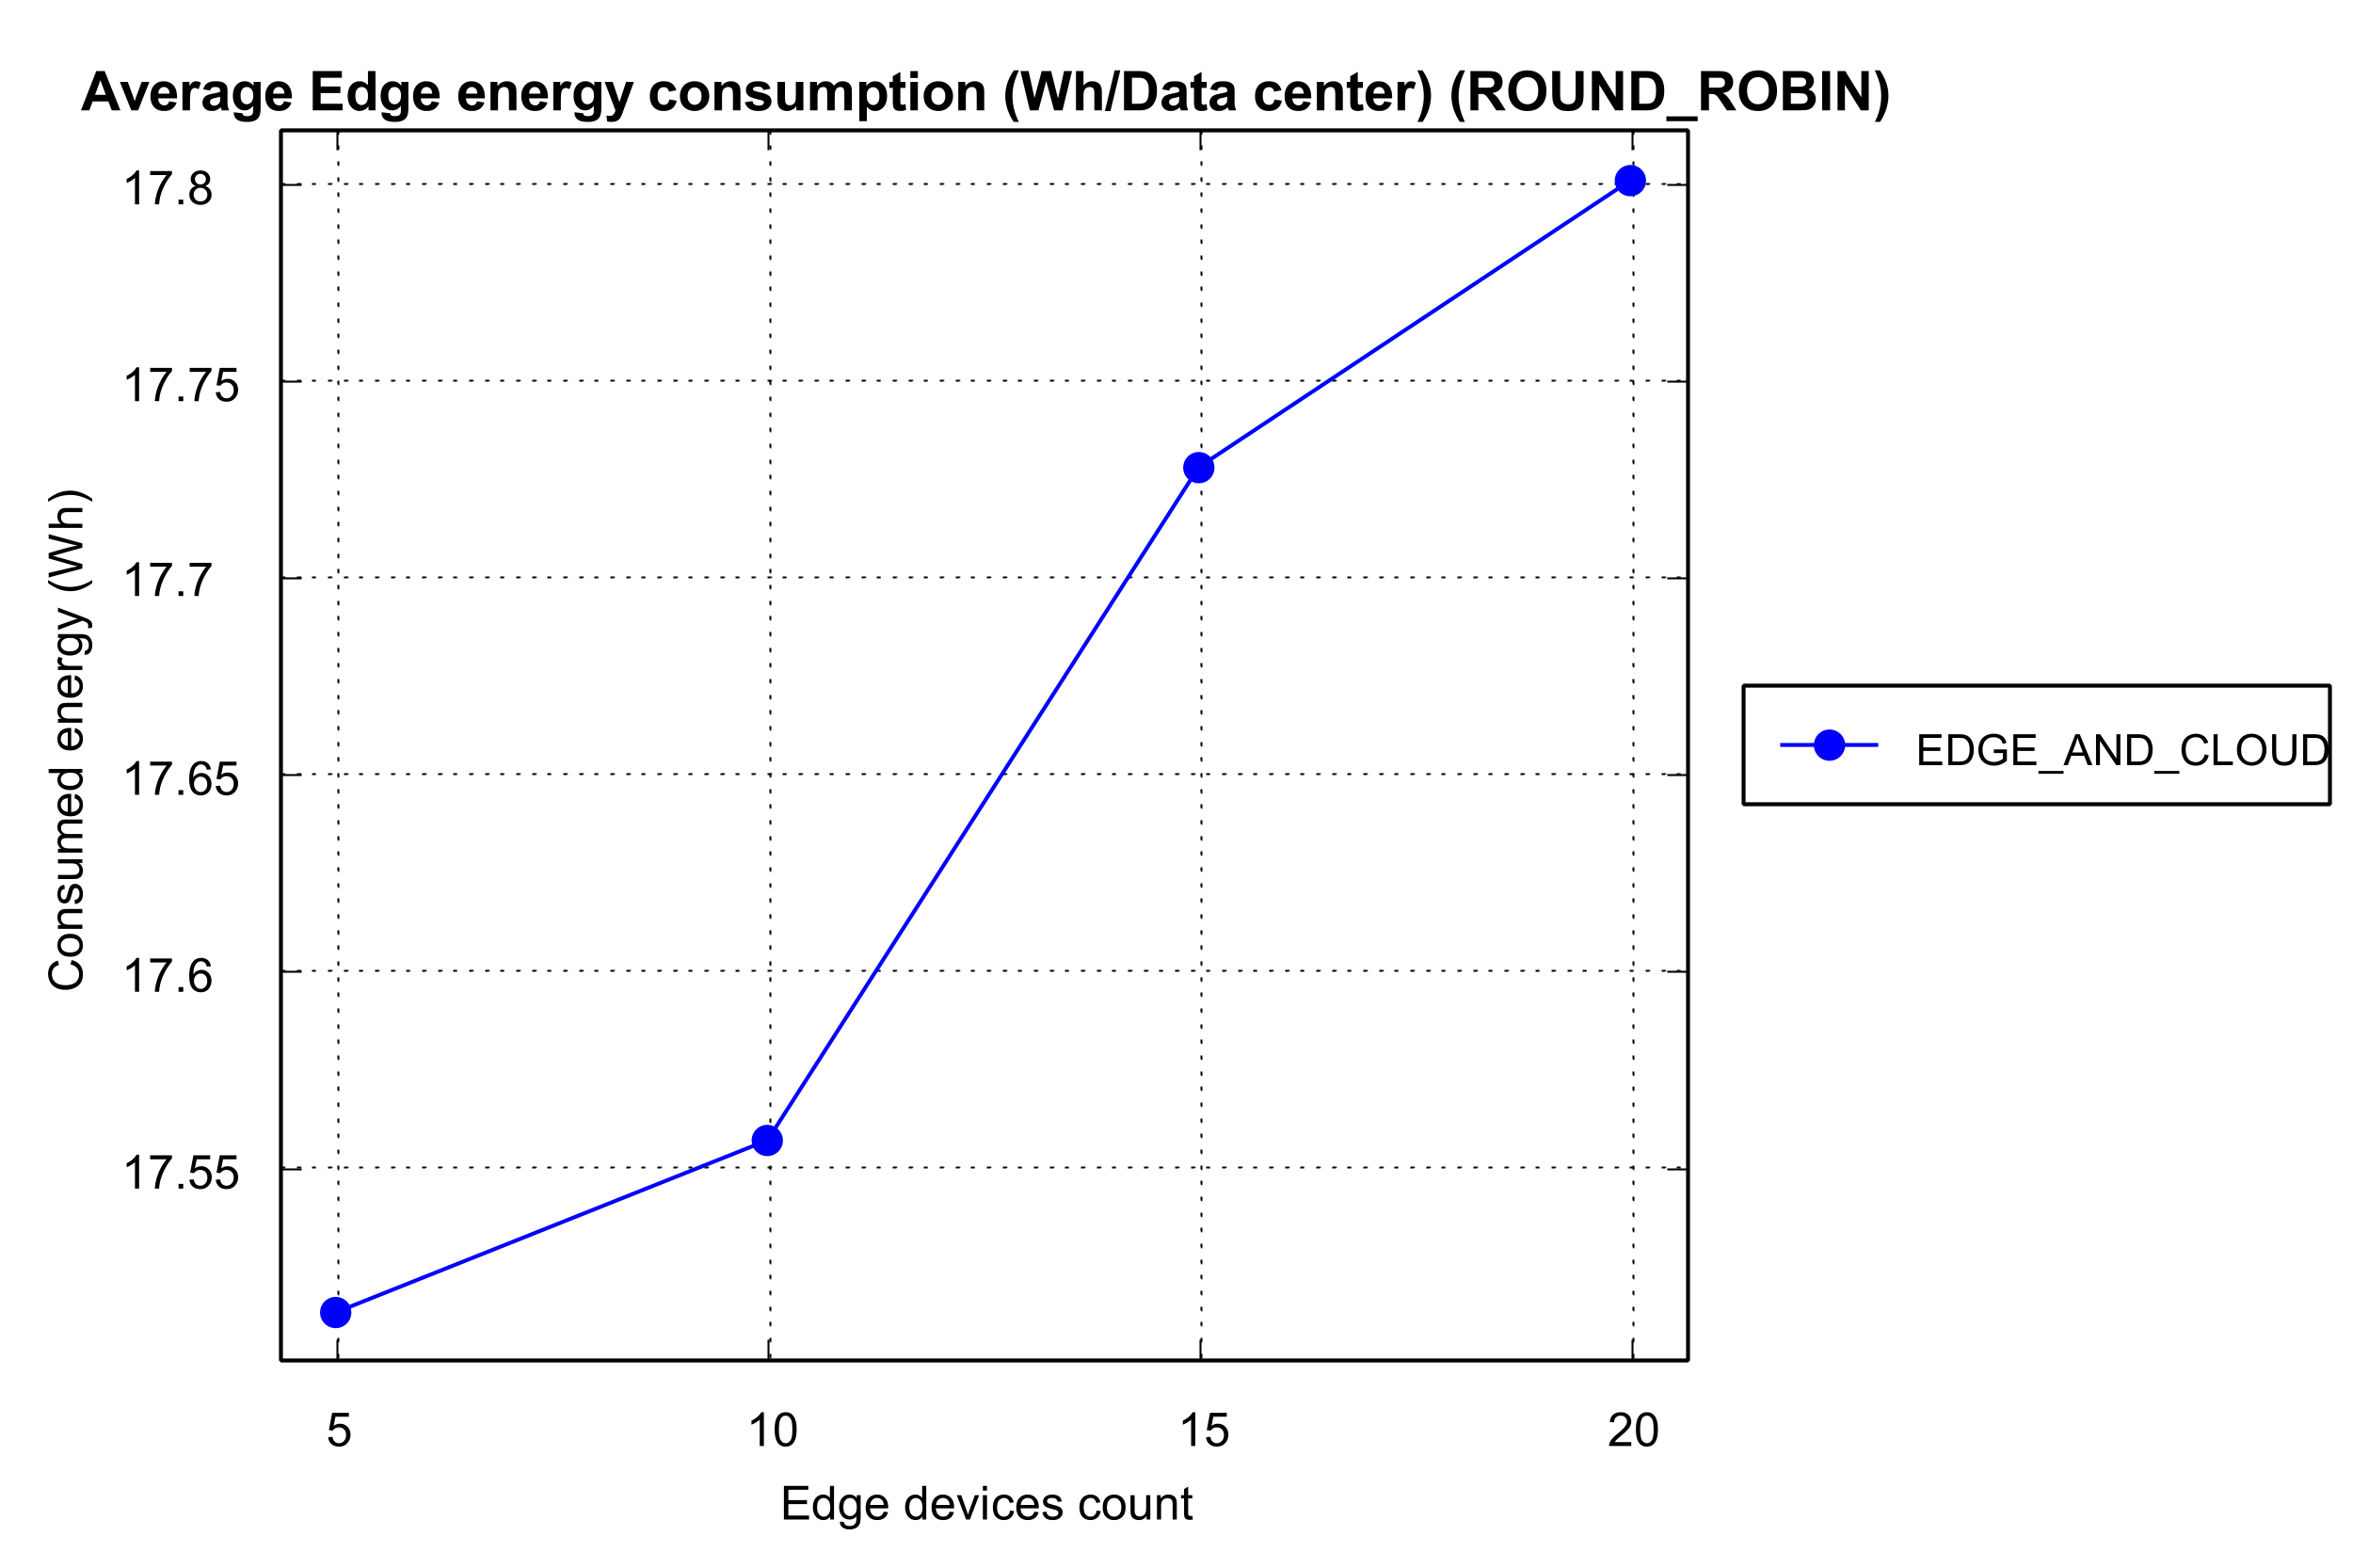 Average Edge energy consumption (Wh/Data center) (ROUND_ROBIN)
17.8
17.75
17.7
17.65
17.6
17.55
Consumed energy (Wh)
5 10 15 20
Edge devices count
EDGE_AND_CLOUD